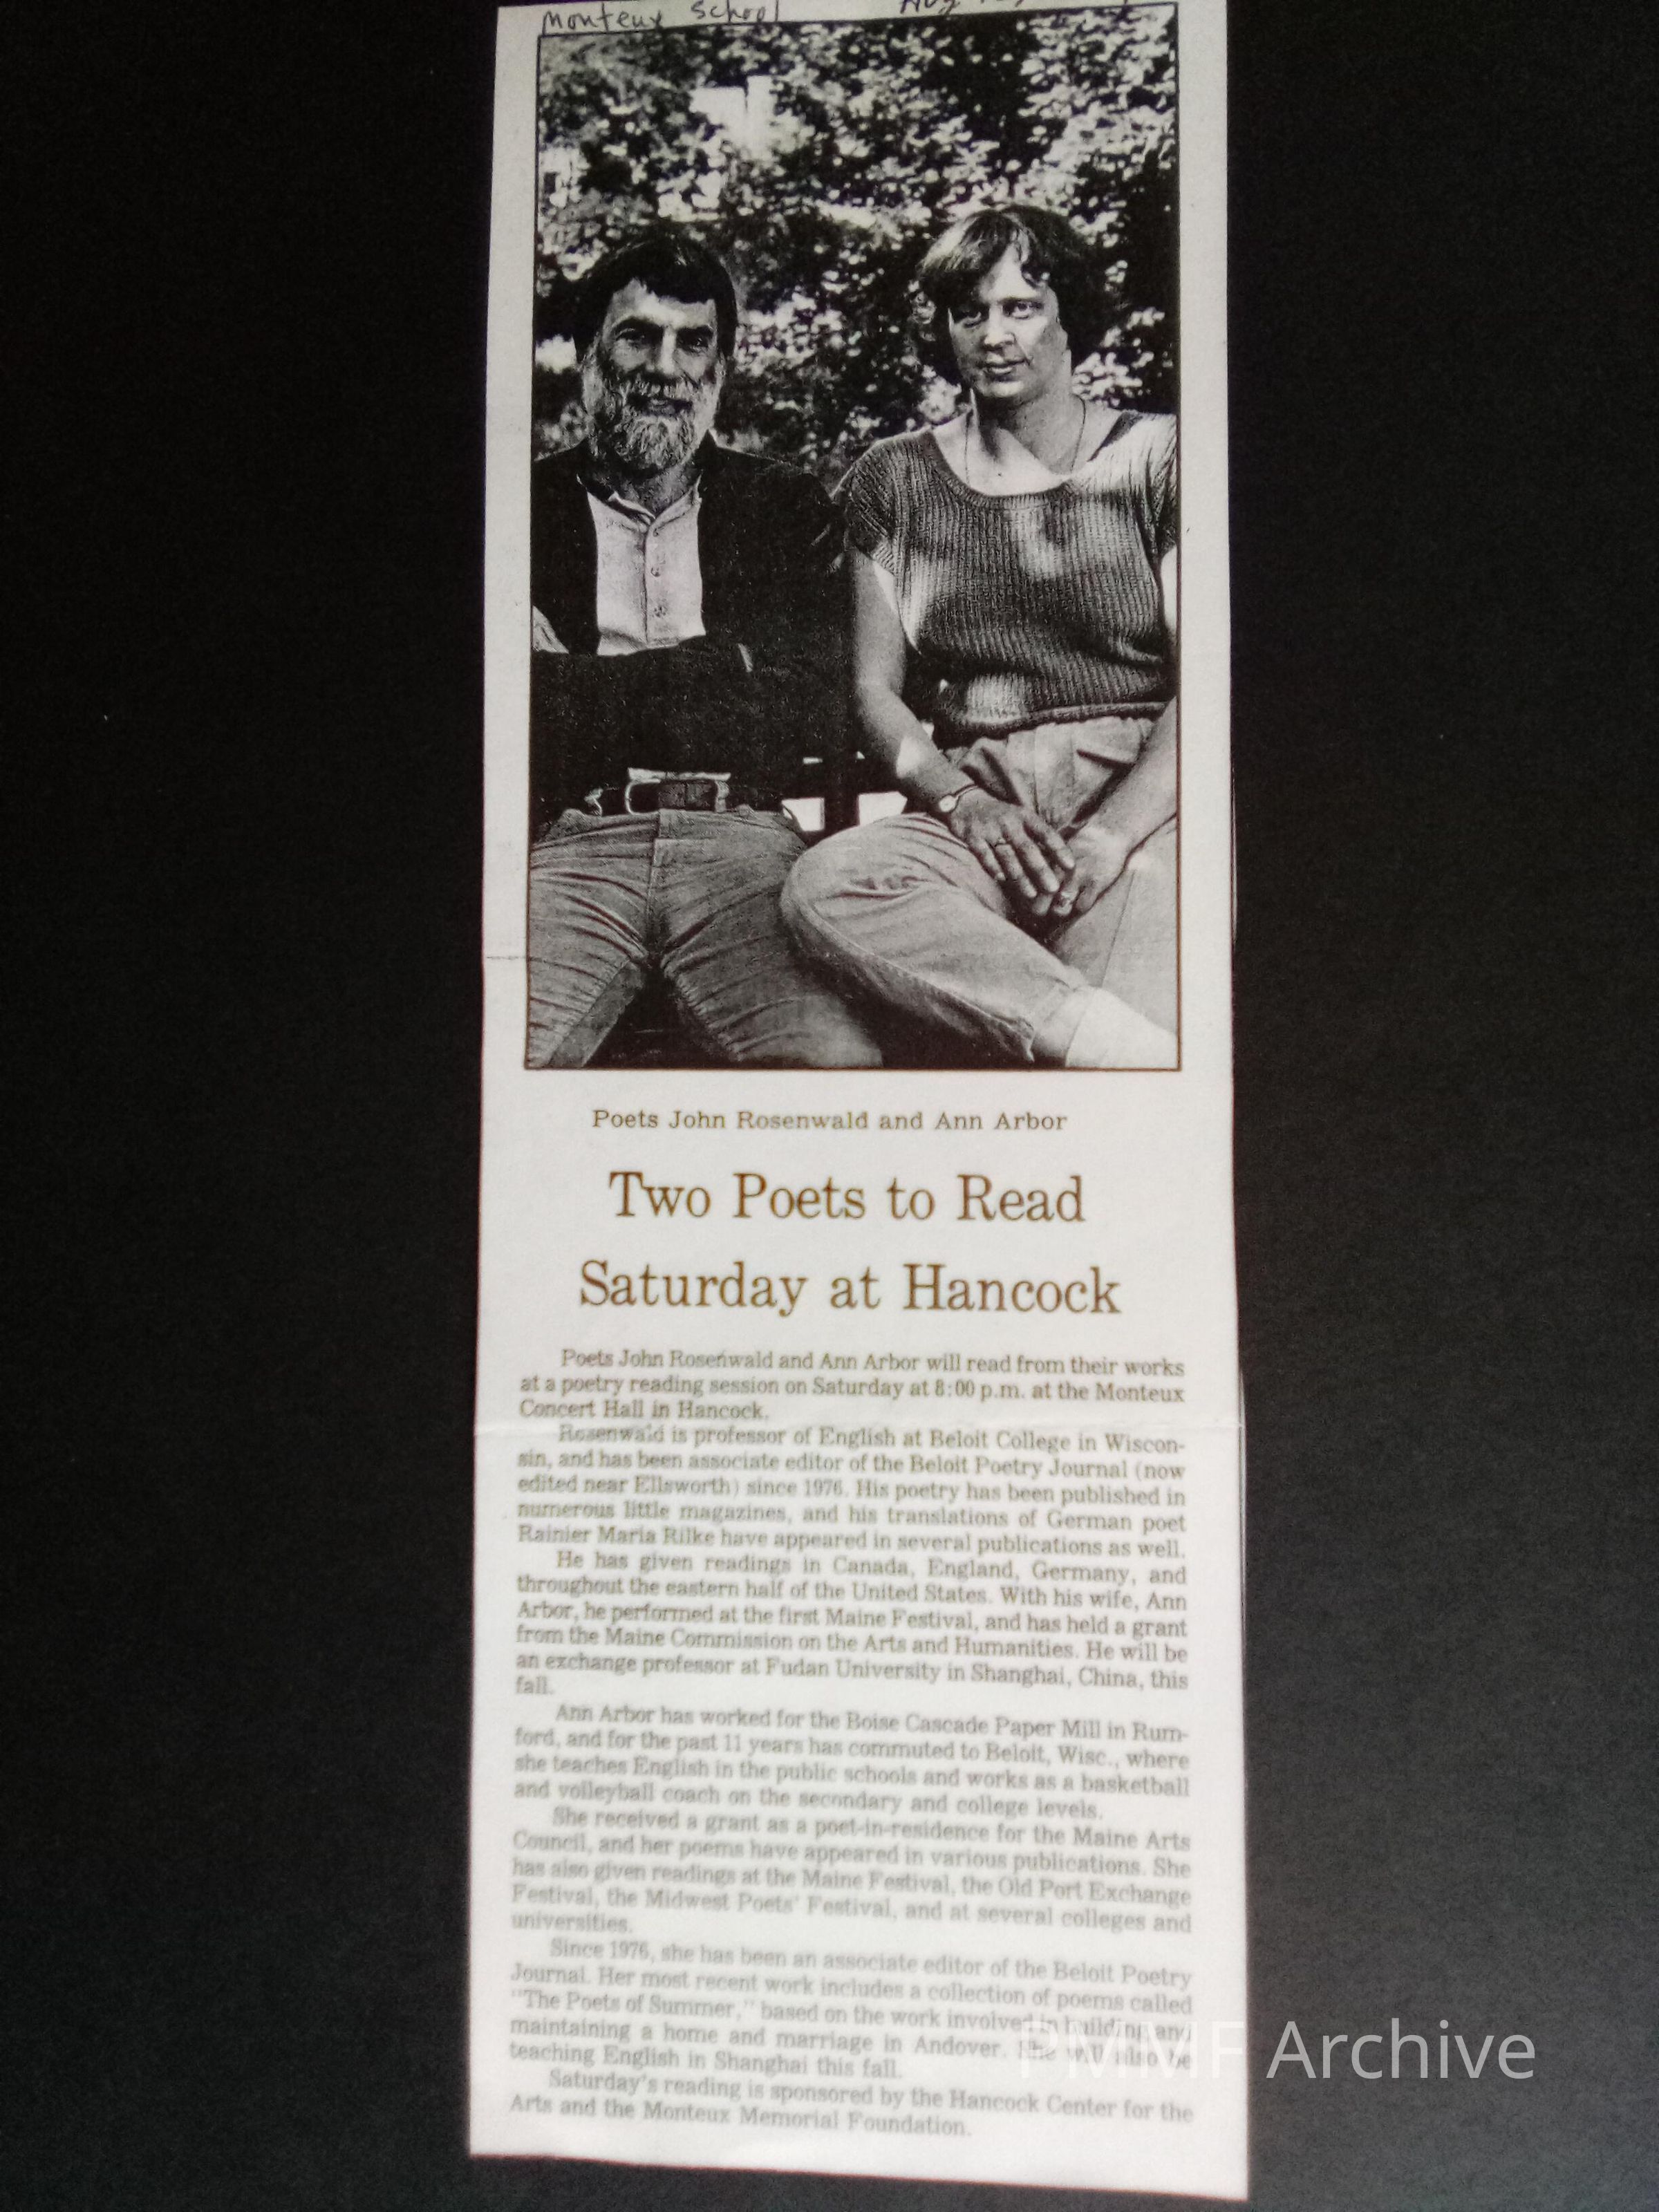 Monteux School Aug
Poets John Rosenwald and Ann Arbor
Two Poets to Read
Saturday at Hancock
Poets John Rosenwald and Ann Arbor will read from their works
at a poetry reading session on Saturday at 8:00 p.m. at the Monteux
Concert Hall in Hancock.
Rosenwald is professor of English at Beloit College in Wiscon-
sin, and has been associate editor of the Beloit Poetry Journal (now
edited near Ellsworth) since 1976. His poetry has been published in
numerous little magazines, and his translations of German poet
Rainier Maria Rilke have appeared in several publications as well.
He has given readings in Canada, England, Germany, and
throughout the eastern half of the United States. With his wife, Ann
Arbor, he performed at the first Maine Festival, and has held a grant
from the Maine Commission on the Arts and Humanities. He will be
an exchange professor at Fudan University in Shanghai, China, this
fall.
Ann Arbor has worked for the Boise Cascade Paper Mill in Rum-
ford, and for the past 11 years has commuted to Beloit, Wisc., where
she teaches English in the public schools and works as a basketball
and volleyball coach on the secondary and college levels.
She received a grant as a poet-in-residence for the Maine Arts
Council, and her poems have appeared in various publications. She
has also given readings at the Maine Festival, the Old Port Exchange
Festival, the Midwest Poets' Festival, and at several colleges and
universities.
Since 1976, she has been an associate editor of the Beloit Poetry
Journal. Her most recent work includes a collection of poems called
"The Poets of Summer," based on the work involved in building and
maintaining a home and marriage in Andover. She will also be
teaching English in Shanghai this fall.
Saturday's reading is sponsored by the Hancock Center for the
Arts and the Monteux Memorial Foundation.
PMMF Archive